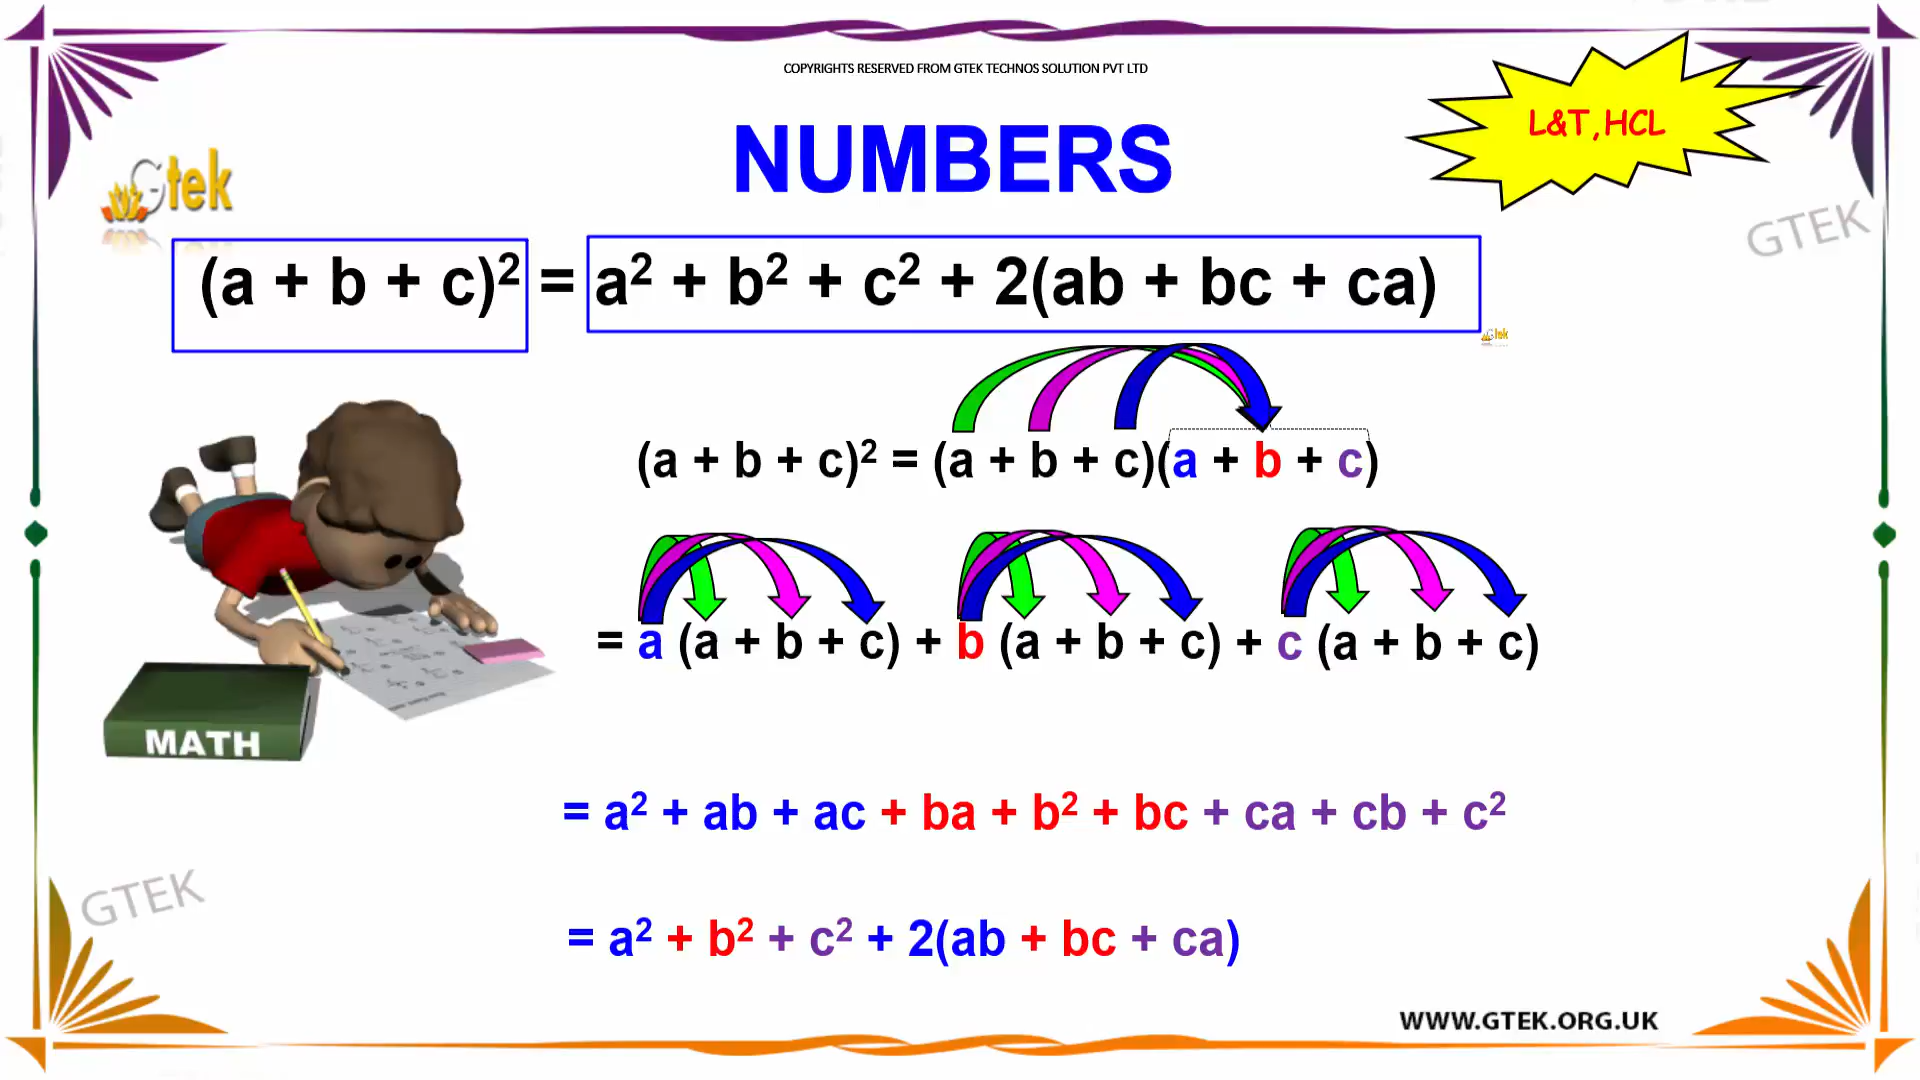 COPYRIGHTS RESERVED FROM GTEK TECHNOS SOLUTION PVT LTD
L&T,HCL
NUMBERS
Gtek
GTEK
(a + b + c)² = a² + b² + c² + 2(ab + bc + ca)
Gtek
(a + b + c)² = (a + b + c)(a + b + c)
= a (a + b + c) + b (a + b + c) + c (a + b + c)
MATH
= a² + ab + ac + ba + b² + bc + ca + cb + c²
GTEK
= a² + b² + c² + 2(ab + bc + ca)
WWW.GTEK.ORG.UK